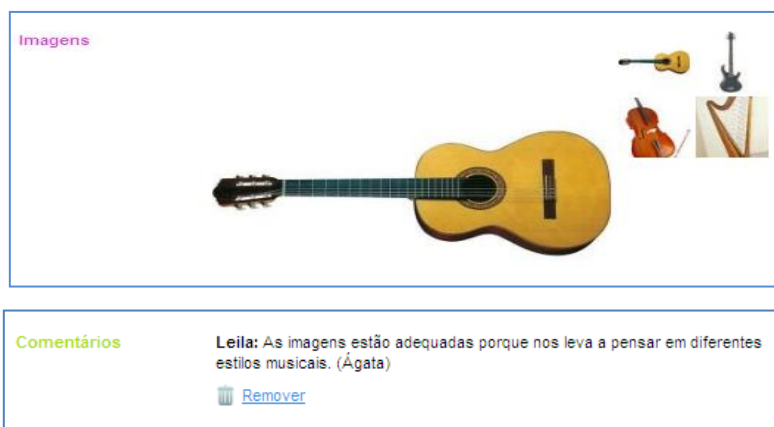 Imagens
Comentários
Leila: As imagens estão adequadas porque nos leva a pensar em diferentes
estilos musicais. (Ágata)
Remover